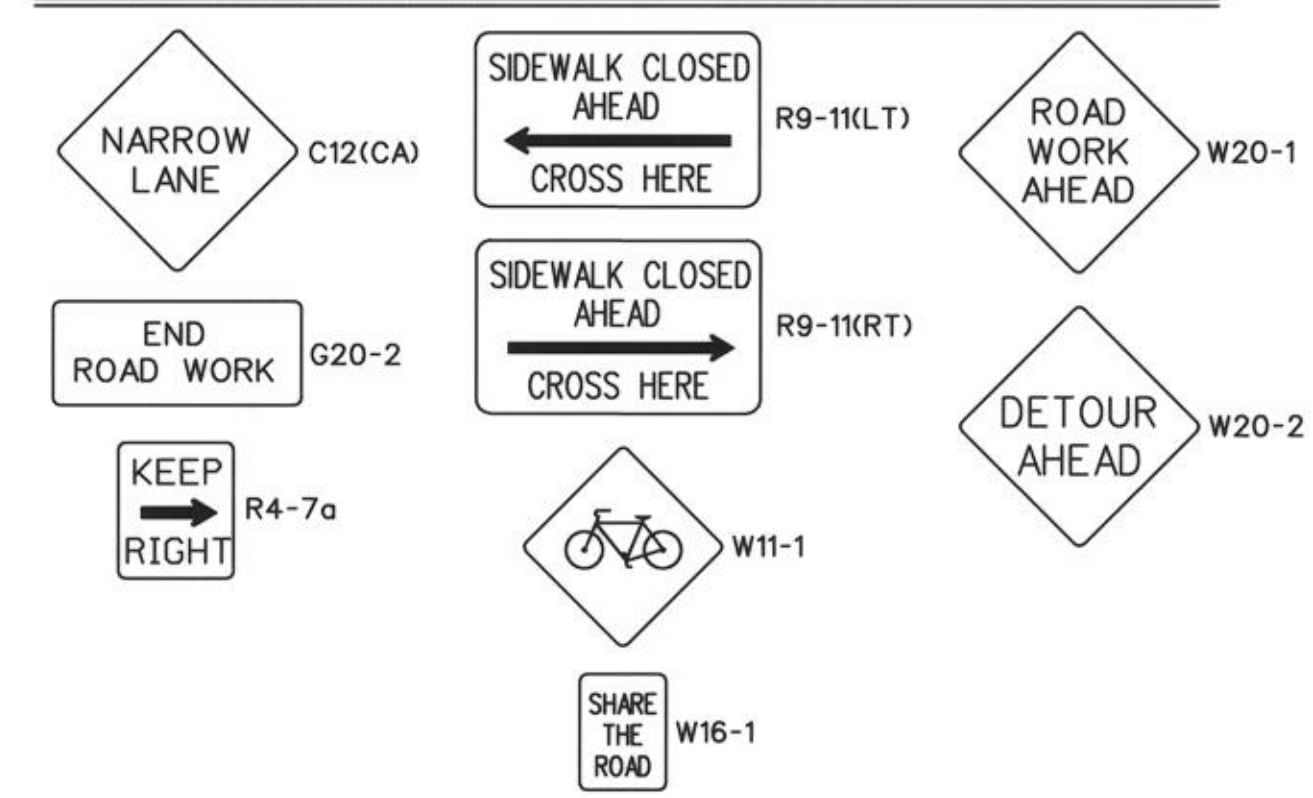 NARROW
LANE
C12(CA)
END
ROAD WORK
G20-2
KEEP
RIGHT
R4-7a
SIDEWALK CLOSED
AHEAD
CROSS HERE
R9-11(LT)
SIDEWALK CLOSED
AHEAD
CROSS HERE
R9-11(RT)
W11-1
SHARE
THE
ROAD
W16-1
ROAD
WORK
AHEAD
W20-1
DETOUR
AHEAD
W20-2